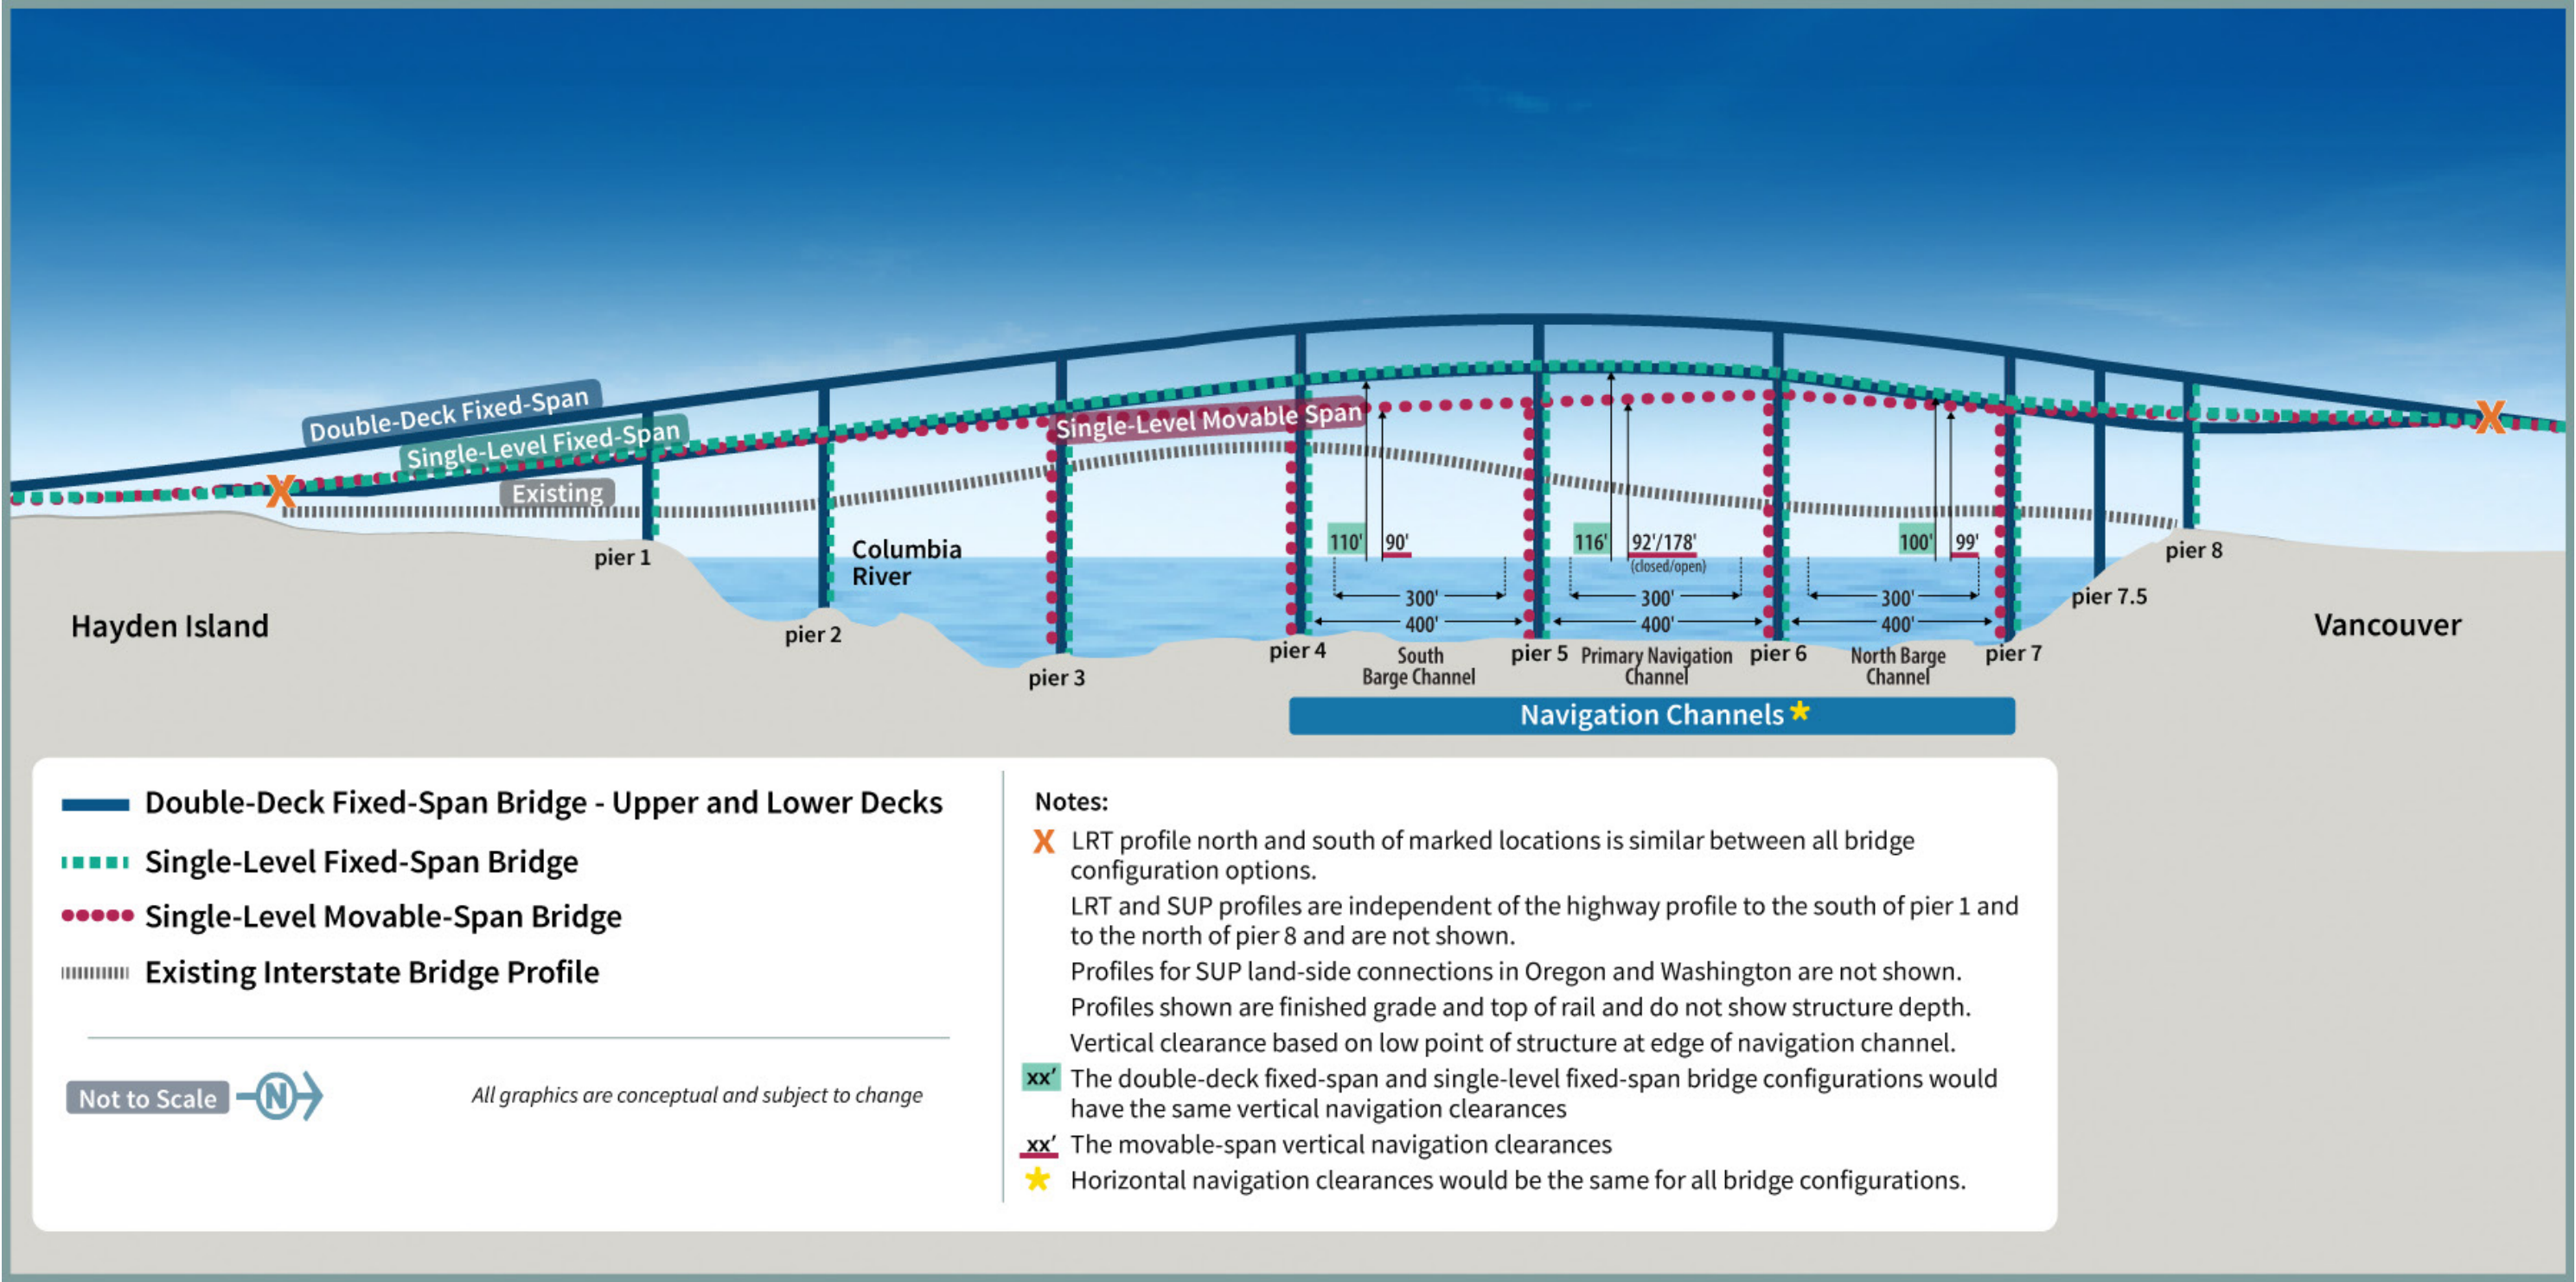 Double-Deck Fixed-Span
Single-Level Fixed-Span
Single-Level Movable Span
Existing
110'
90'
116'
92'/178'
(closed/open)
100'
99'
Columbia
River
pier 1
pier 8
300'
300'
300'
pier 7.5
400'
400'
400'
Hayden Island
Vancouver
pier 2
pier 3
pier 4
South
Barge Channel
pier 5
Primary Navigation
Channel
pier 6
North Barge
Channel
pier 7
Navigation Channels *
Double-Deck Fixed-Span Bridge - Upper and Lower Decks
Single-Level Fixed-Span Bridge
Single-Level Movable-Span Bridge
Existing Interstate Bridge Profile
Not to Scale
N
All graphics are conceptual and subject to change
Notes:
X LRT profile north and south of marked locations is similar between all bridge
configuration options.
LRT and SUP profiles are independent of the highway profile to the south of pier 1 and
to the north of pier 8 and are not shown.
Profiles for SUP land-side connections in Oregon and Washington are not shown.
Profiles shown are finished grade and top of rail and do not show structure depth.
Vertical clearance based on low point of structure at edge of navigation channel.
xx' The double-deck fixed-span and single-level fixed-span bridge configurations would
have the same vertical navigation clearances
xx' The movable-span vertical navigation clearances
* Horizontal navigation clearances would be the same for all bridge configurations.
X
X